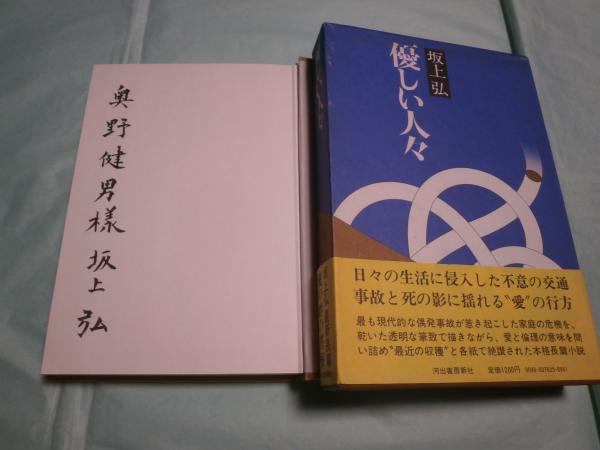 奥野健男様
坂上弘
坂上弘
優しい人々
日々の生活に侵入した不意の交通
事故と死の影に揺れる〝愛〟の行方
最も現代的な偶発事故が惹き起こした家庭の危機を、
乾いた透明な筆致で描きながら、愛と倫理の意味を問
い詰め〝最近の収穫〟と各紙で絶讃された本格長篇小説
河出書房新社
定価1200円
優しい人々